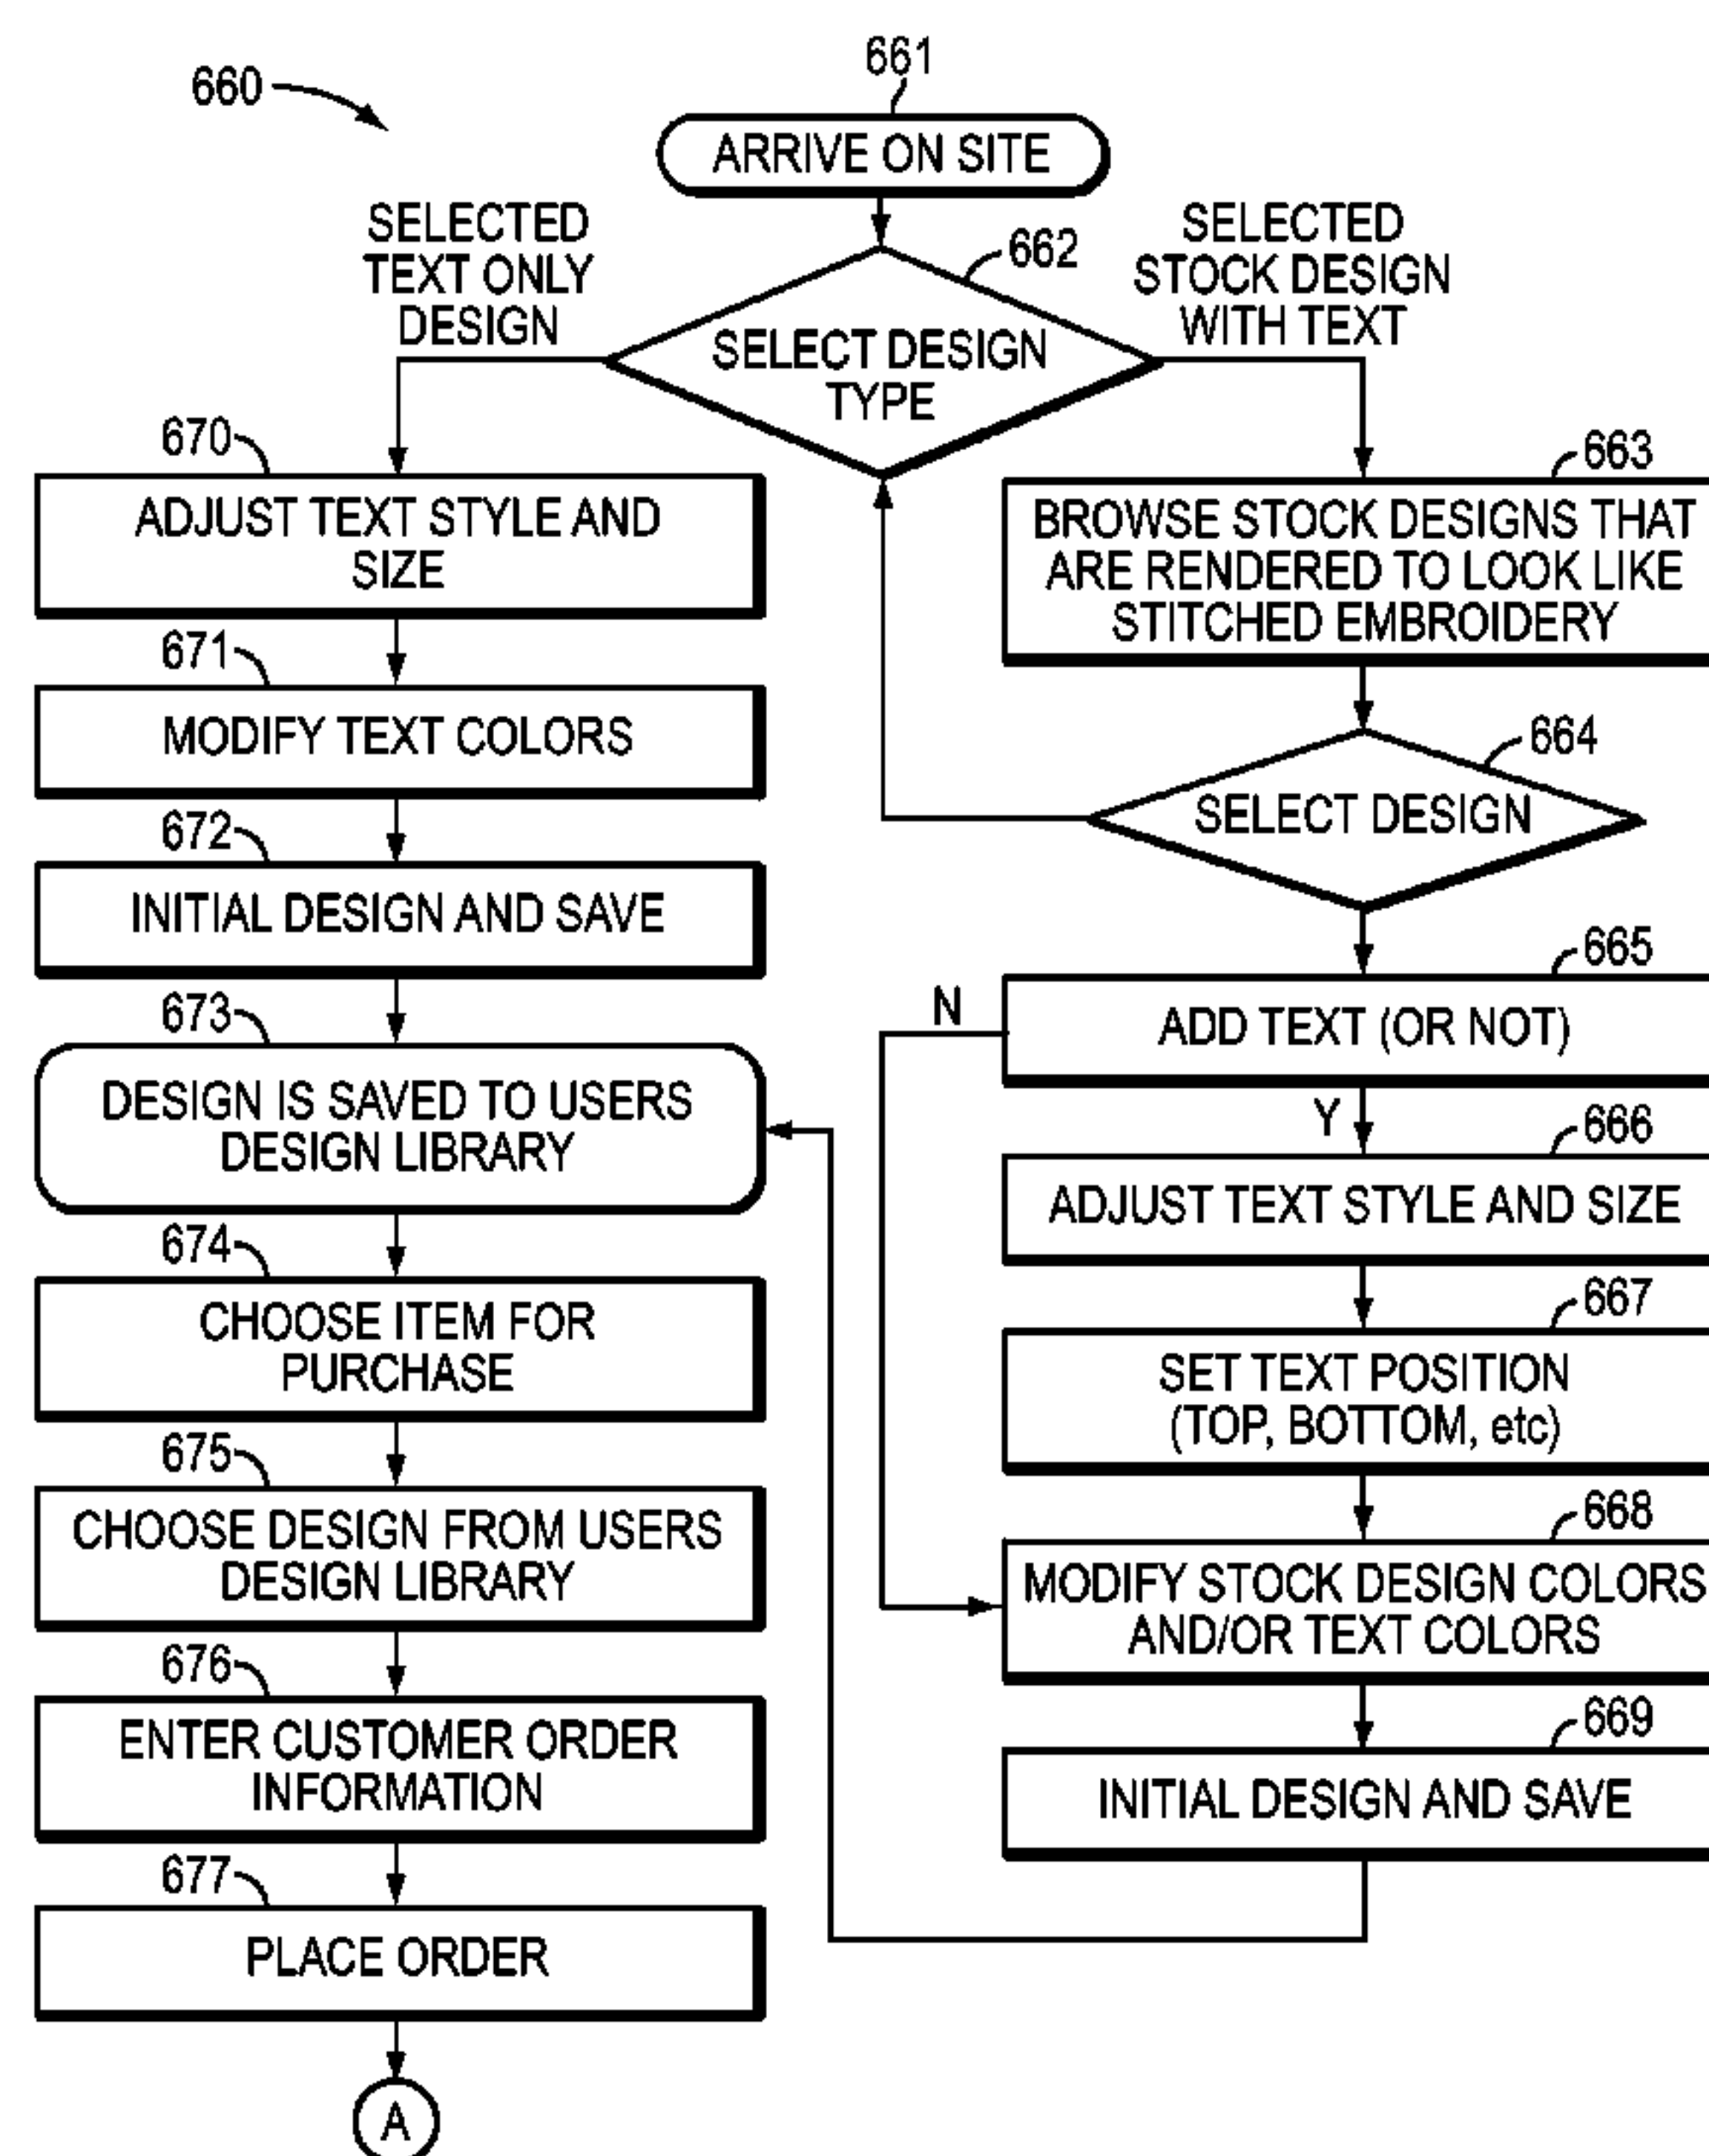 660
661
ARRIVE ON SITE
SELECTED
TEXT ONLY
DESIGN
662
SELECT DESIGN
TYPE
SELECTED
STOCK DESIGN
WITH TEXT
670
ADJUST TEXT STYLE AND
SIZE
671
MODIFY TEXT COLORS
672
INITIAL DESIGN AND SAVE
673
DESIGN IS SAVED TO USERS
DESIGN LIBRARY
674
CHOOSE ITEM FOR
PURCHASE
675
CHOOSE DESIGN FROM USERS
DESIGN LIBRARY
676
ENTER CUSTOMER ORDER
INFORMATION
677
PLACE ORDER
A
663
BROWSE STOCK DESIGNS THAT
ARE RENDERED TO LOOK LIKE
STITCHED EMBROIDERY
664
SELECT DESIGN
665
N
ADD TEXT (OR NOT)
Y
666
ADJUST TEXT STYLE AND SIZE
667
SET TEXT POSITION
(TOP, BOTTOM, etc)
668
MODIFY STOCK DESIGN COLORS
AND/OR TEXT COLORS
669
INITIAL DESIGN AND SAVE